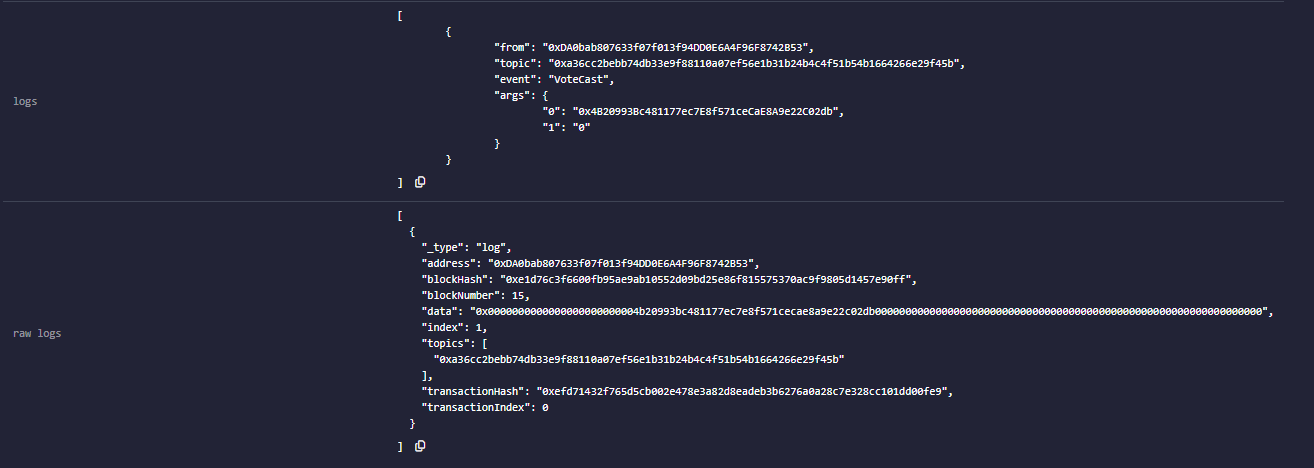 [
{
"from": "0xDA0bab807633f07f013f94DD0E6A4F96F8742B53",
"topic": "0xa36cc2bebb74db33e9f88110a07ef56e1b31b24b4c4f51b54b1664266e29f45b",
"event": "VoteCast",
"args": {
logs
"0": "0x4B20993Bc481177ec7E8f571ceCaE8A9e22C02db",
"1": "0"
}
}
]
[
{
"_type": "log",
"address": "0xDA0bab807633f07f013f94DD0E6A4F96F8742B53",
"blockHash": "0xe1d76c3f6600fb95ae9ab10552d09bd25e86f815575370ac9f9805d1457e90ff",
"blockNumber": 15,
"data": "0x0000000000000000000000004b20993bc481177ec7e8f571cecae8a9e22c02db0000000000000000000000000000000000000000000000000000000000000000",
"index": 1,
raw logs
"topics": [
"0xa36cc2bebb74db33e9f88110a07ef56e1b31b24b4c4f51b54b1664266e29f45b"
],
"transactionHash": "0xefd71432f765d5cb002e478e3a82d8eadeb3b6276a0a28c7e328cc101dd00fe9",
"transactionIndex": 0
}
]